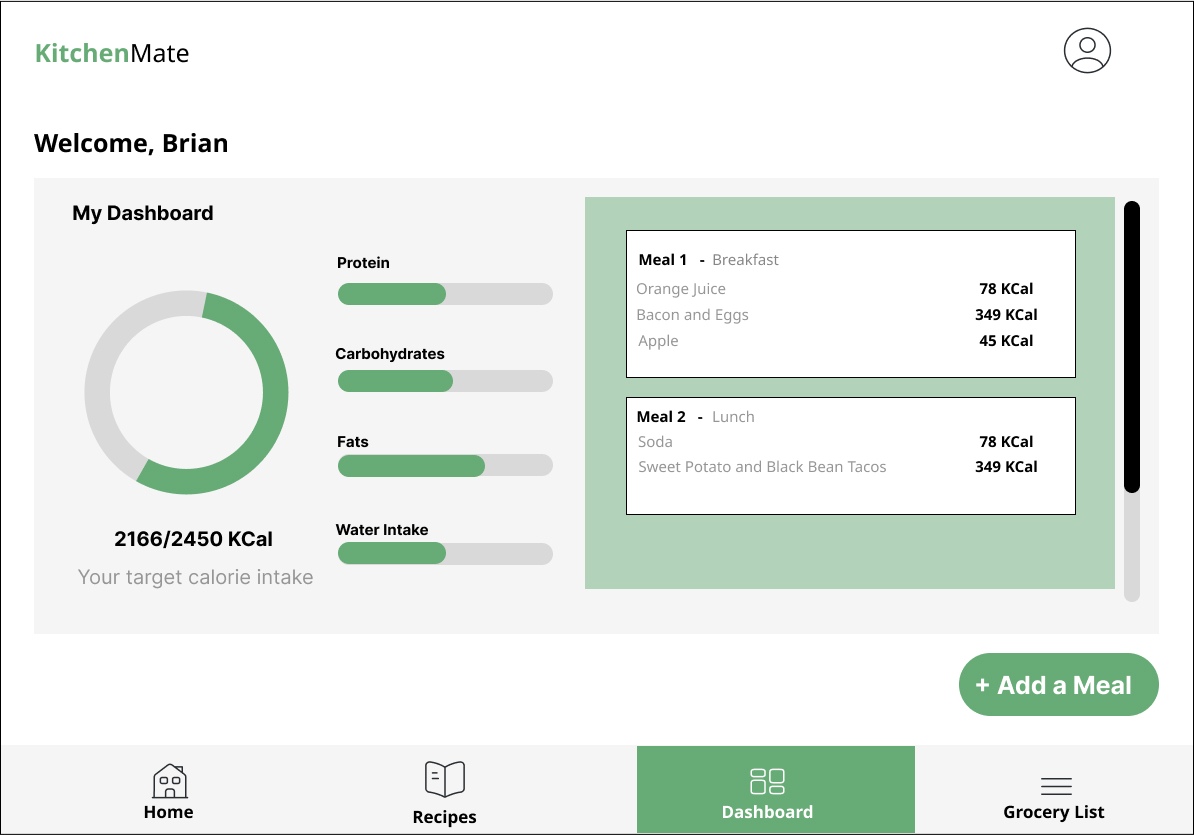 KitchenMate
Welcome, Brian
My Dashboard
2166/2450 KCal
Your target calorie intake
Protein
Carbohydrates
Fats
Water Intake
Meal 1 - Breakfast
Orange Juice 78 KCal
Bacon and Eggs 349 KCal
Apple 45 KCal
Meal 2 - Lunch
Soda 78 KCal
Sweet Potato and Black Bean Tacos 349 KCal
+ Add a Meal
Home
Recipes
Dashboard
Grocery List